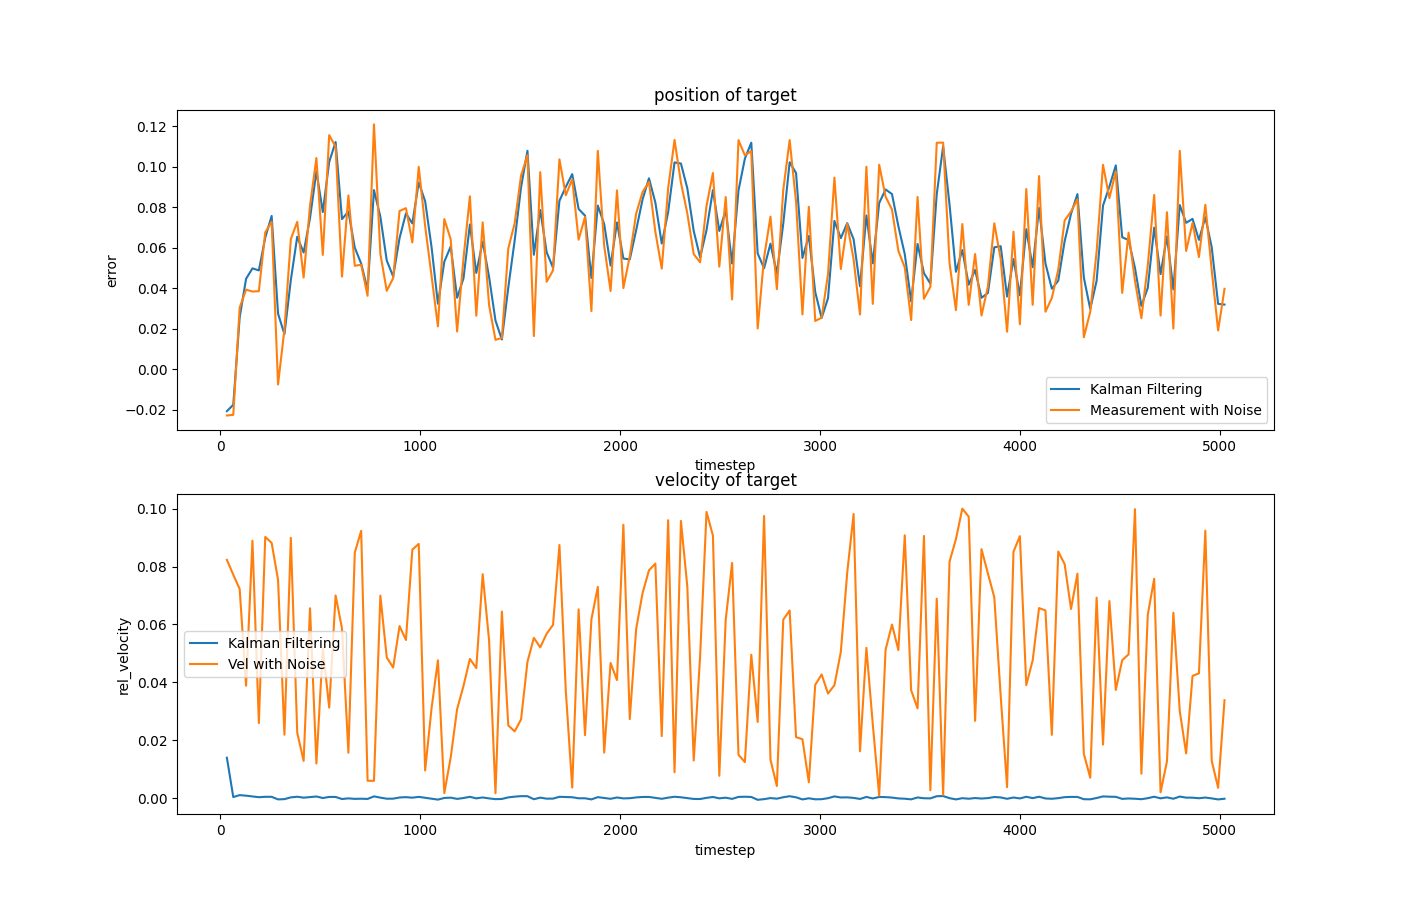 position of target
error
0.12
0.10
0.08
0.06
0.04
0.02
0.00
−0.02
Kalman Filtering
Measurement with Noise
0 1000 2000 3000 4000 5000
timestep
velocity of target
rel_velocity
0.10
0.08
0.06
0.04
0.02
0.00
Kalman Filtering
Vel with Noise
0 1000 2000 3000 4000 5000
timestep